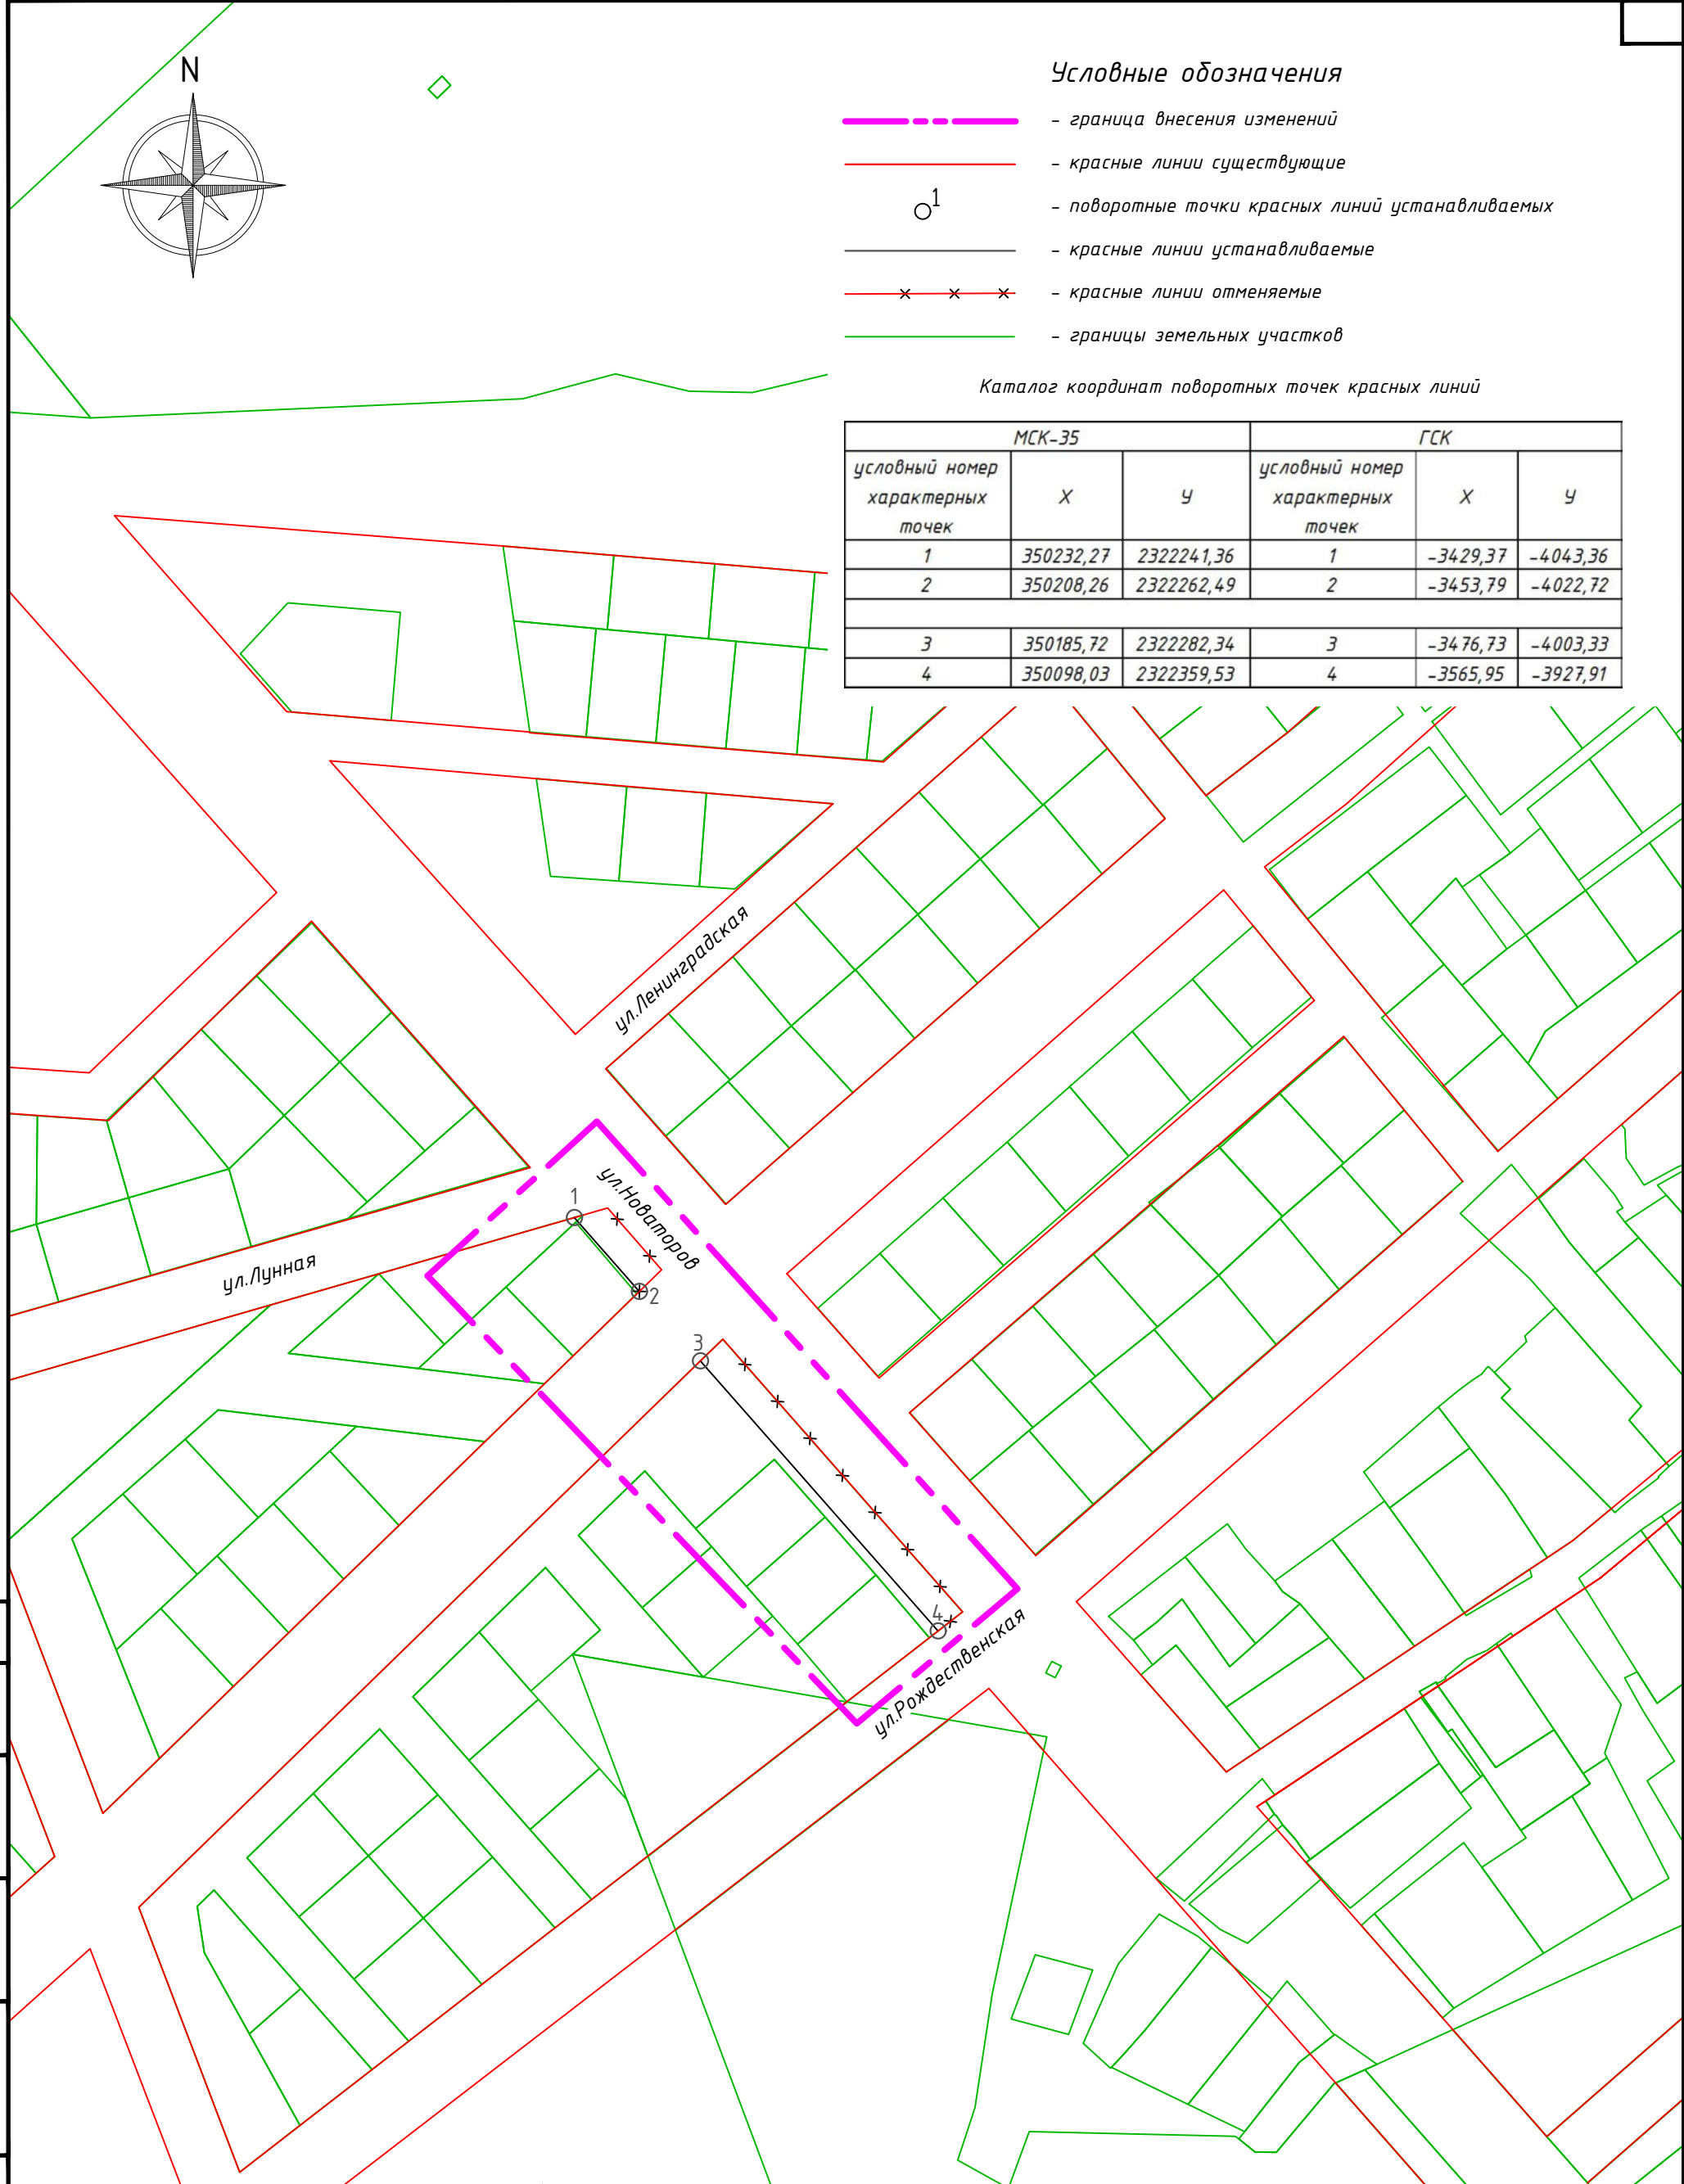 N
Условные обозначения
- граница внесения изменений
- красные линии существующие
1
- поворотные точки красных линий устанавливаемых
- красные линии устанавливаемые
- красные линии отменяемые
- границы земельных участков
Каталог координат поворотных точек красных линий
МСК-35 ГСК
условный номер характерных точек X У условный номер характерных точек X У
1 350232,27 2322241,36 1 -3429,37 -4043,36
2 350208,26 2322262,49 2 -3453,79 -4022,72
3 350185,72 2322282,34 3 -3476,73 -4003,33
4 350098,03 2322359,53 4 -3565,95 -3927,91
ул.Ленинградская
ул.Новаторов
1
ул.Лунная
2
3
4
ул.Рождественская